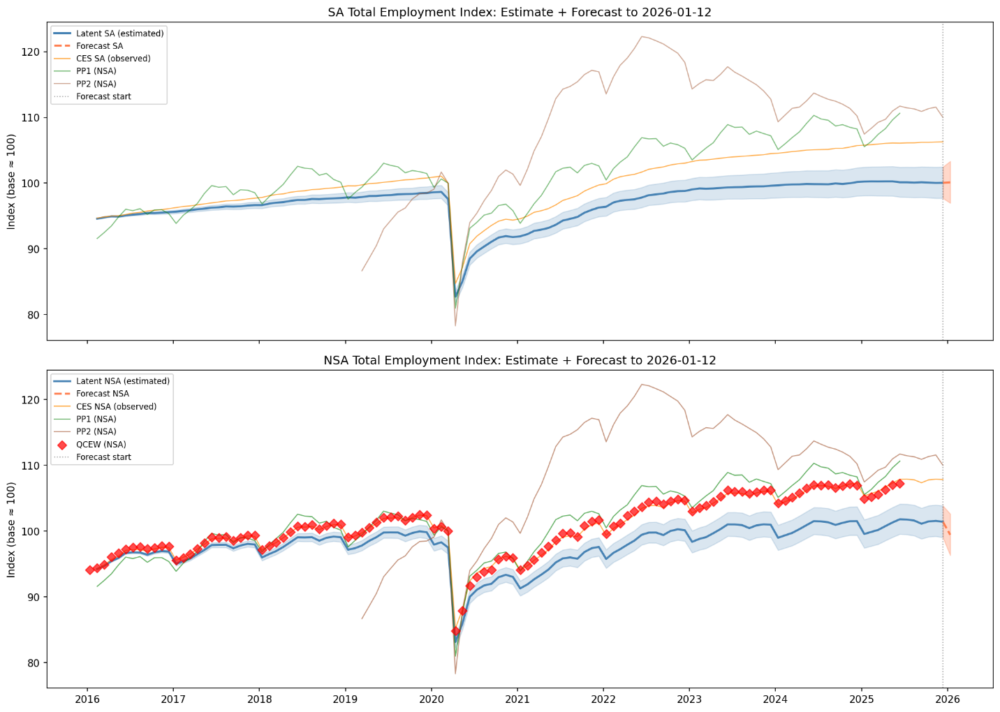 SA Total Employment Index: Estimate + Forecast to 2026-01-12
Latent SA (estimated)
Forecast SA
CES SA (observed)
PP1 (NSA)
PP2 (NSA)
Forecast start
Index (base ≈ 100)
120
110
100
90
80
NSA Total Employment Index: Estimate + Forecast to 2026-01-12
Latent NSA (estimated)
Forecast NSA
CES NSA (observed)
PP1 (NSA)
PP2 (NSA)
QCEW (NSA)
Forecast start
Index (base ≈ 100)
120
110
100
90
80
2016 2017 2018 2019 2020 2021 2022 2023 2024 2025 2026